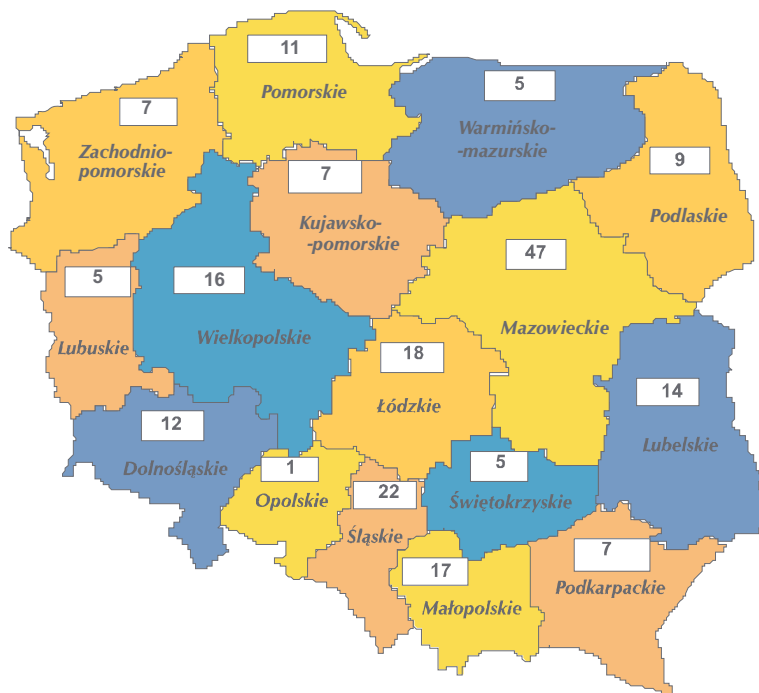 11
Pomorskie
5
Warmińsko-
-mazurskie
7
Zachodnio-
pomorskie
9
Podlaskie
7
Kujawsko-
-pomorskie
47
Mazowieckie
5
Lubuskie
16
Wielkopolskie
18
Łódzkie
14
Lubelskie
12
Dolnośląskie
1
Opolskie
22
Śląskie
5
Świętokrzyskie
17
Małopolskie
7
Podkarpackie